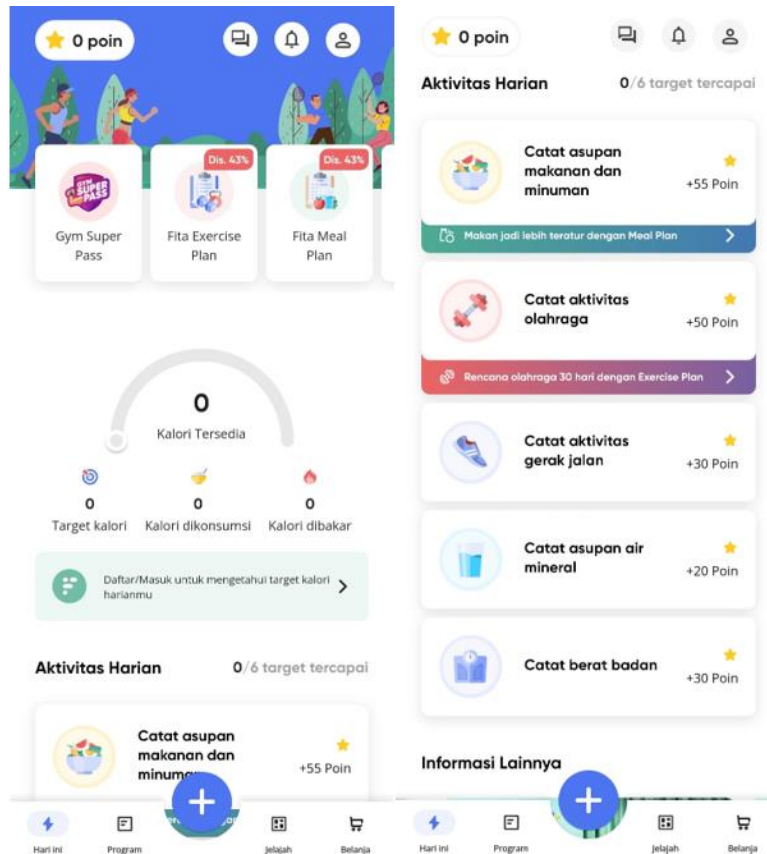 0 poin
GYM
SUPER
PASS
Gym Super
Pass
Dis. 43%
Fita Exercise
Plan
Dis. 43%
Fita Meal
Plan
0
Kalori Tersedia
0
Target kalori
0
Kalori dikonsumsi
0
Kalori dibakar
Daftar/Masuk untuk mengetahui target kalori
harianmu
Aktivitas Harian
0/6 target tercapai
Catat asupan
makanan dan
minuman
+55 Poin
Hari ini
Program
Jelajah
Belanja
0 poin
Aktivitas Harian
0/6 target tercapai
Catat asupan
makanan dan
minuman
+55 Poin
Makan jadi lebih teratur dengan Meal Plan
Catat aktivitas
olahraga
+50 Poin
Rencana olahraga 30 hari dengan Exercise Plan
Catat aktivitas
gerak jalan
+30 Poin
Catat asupan air
mineral
+20 Poin
Catat berat badan
+30 Poin
Informasi Lainnya
Hari ini
Program
Jelajah
Belanja